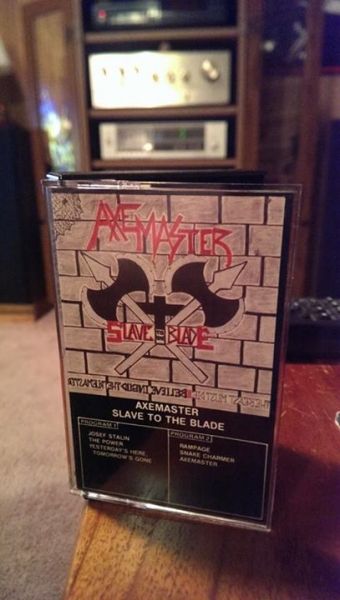 AXEMASTER
SLAVE TO THE BLADE
AXEMASTER
SLAVE TO THE BLADE
PROGRAM 1
JOSEF STALIN
THE POWER
YESTERDAY'S HERE,
TOMORROW'S GONE
PROGRAM 2
RAMPAGE
SNAKE CHARMER
AXEMASTER